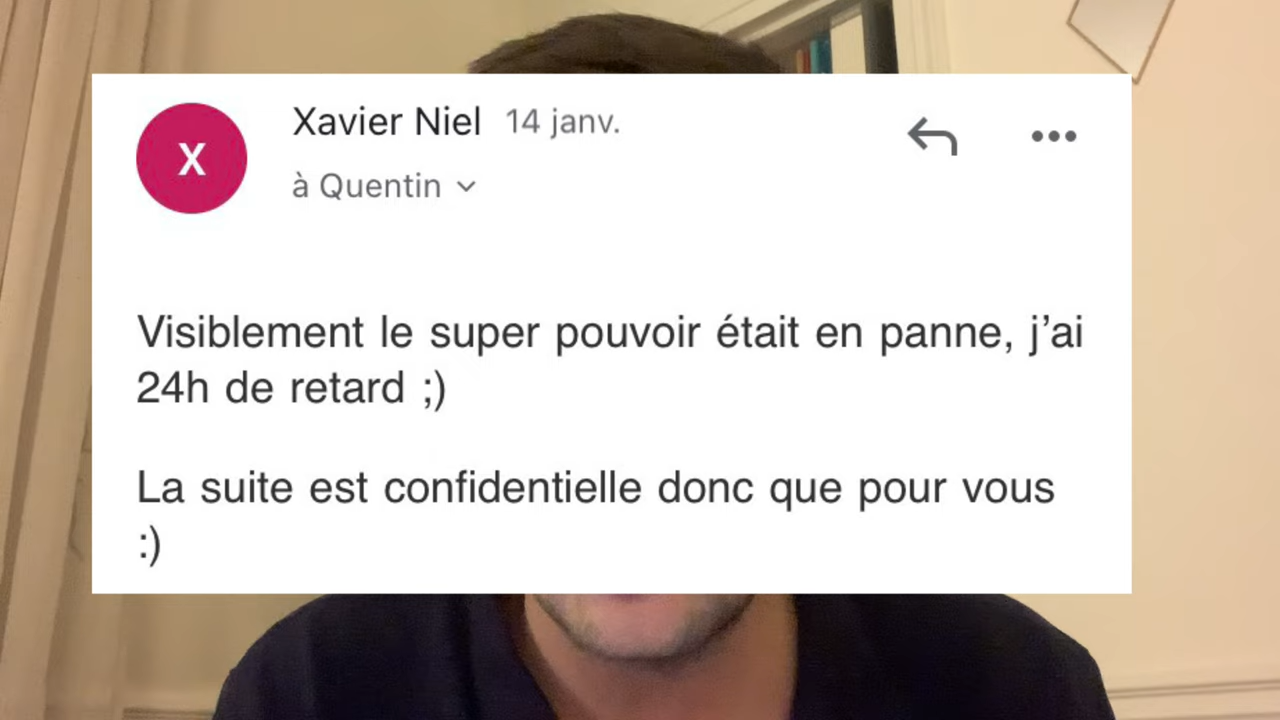 X
Xavier Niel 14 janv.
à Quentin
Visiblement le super pouvoir était en panne, j’ai
24h de retard ;)
La suite est confidentielle donc que pour vous
:)